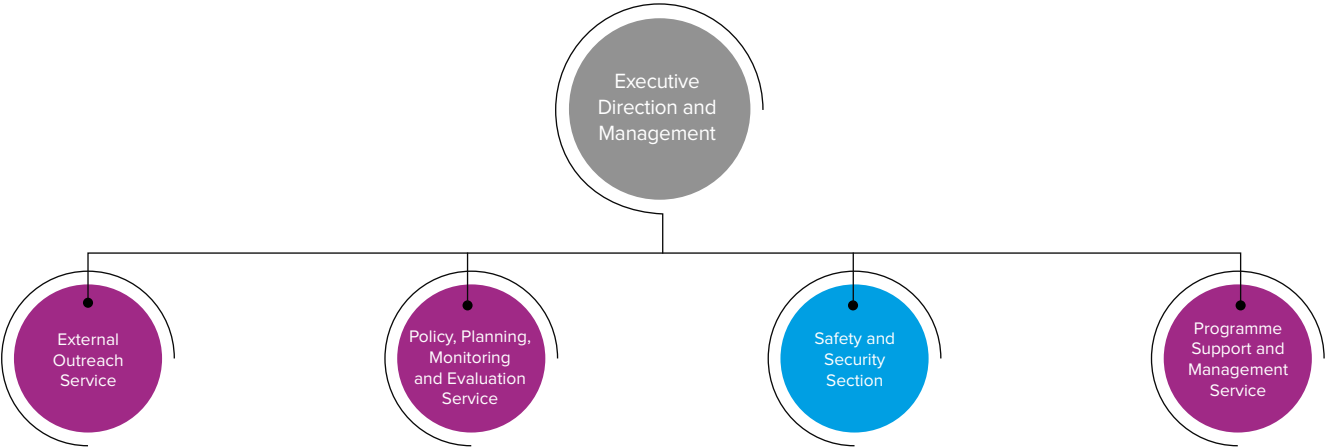 Executive
Direction and
Management
External
Outreach
Service
Policy, Planning,
Monitoring
and Evaluation
Service
Safety and
Security
Section
Programme
Support and
Management
Service